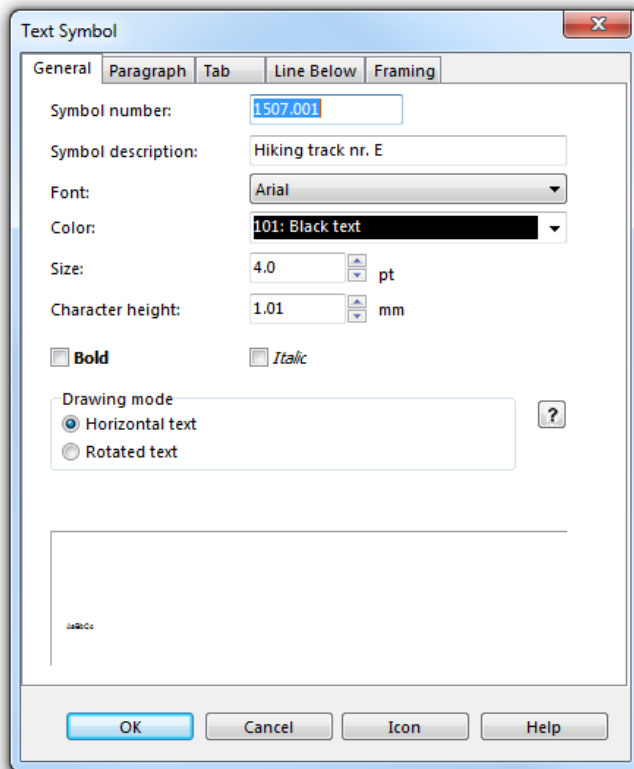 Text Symbol
General Paragraph Tab Line Below Framing
Symbol number: 1507.001
Symbol description: Hiking track nr. E
Font: Arial
Color: 101: Black text
Size: 4.0 pt
Character height: 1.01 mm
Bold Italic
Drawing mode
Horizontal text ?
Rotated text
AaBbCc
OK Cancel Icon Help